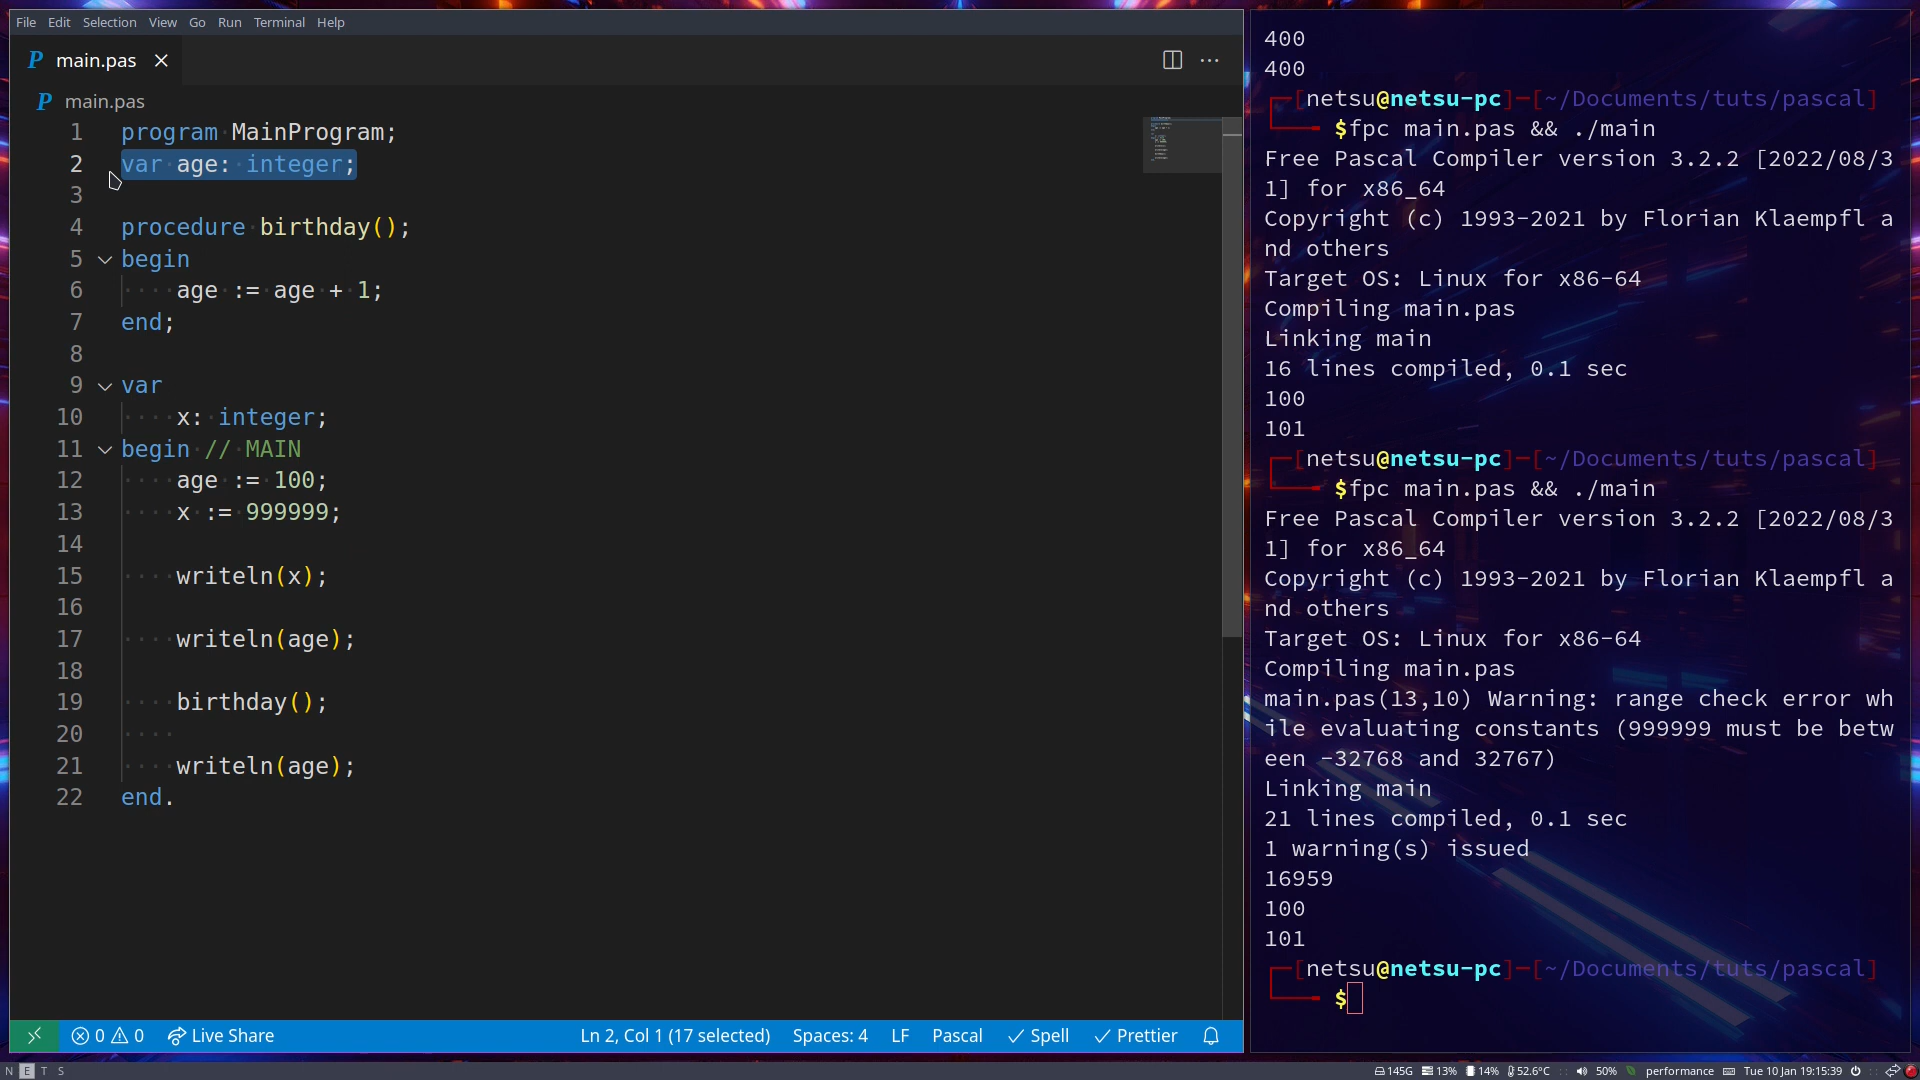 File Edit Selection View Go Run Terminal Help
P main.pas
P main.pas
1 program MainProgram;
2 var age: integer;
3
4 procedure birthday();
5 begin
6 age := age + 1;
7 end;
8
9 var
10 x: integer;
11 begin // MAIN
12 age := 100;
13 x := 999999;
14
15 writeln(x);
16
17 writeln(age);
18
19 birthday();
20
21 writeln(age);
22 end.
0 0 Live Share Ln 2, Col 1 (17 selected) Spaces: 4 LF Pascal Spell Prettier
400
400
[netsu@netsu-pc]-[~/Documents/tuts/pascal]
$fpc main.pas && ./main
Free Pascal Compiler version 3.2.2 [2022/08/3
1] for x86_64
Copyright (c) 1993-2021 by Florian Klaempfl a
nd others
Target OS: Linux for x86-64
Compiling main.pas
Linking main
16 lines compiled, 0.1 sec
100
101
[netsu@netsu-pc]-[~/Documents/tuts/pascal]
$fpc main.pas && ./main
Free Pascal Compiler version 3.2.2 [2022/08/3
1] for x86_64
Copyright (c) 1993-2021 by Florian Klaempfl a
nd others
Target OS: Linux for x86-64
Compiling main.pas
main.pas(13,10) Warning: range check error wh
ile evaluating constants (999999 must be betw
een -32768 and 32767)
Linking main
21 lines compiled, 0.1 sec
1 warning(s) issued
16959
100
101
[netsu@netsu-pc]-[~/Documents/tuts/pascal]
$
N E T S 145G 13% 14% 52.6°C 50% performance Tue 10 Jan 19:15:39